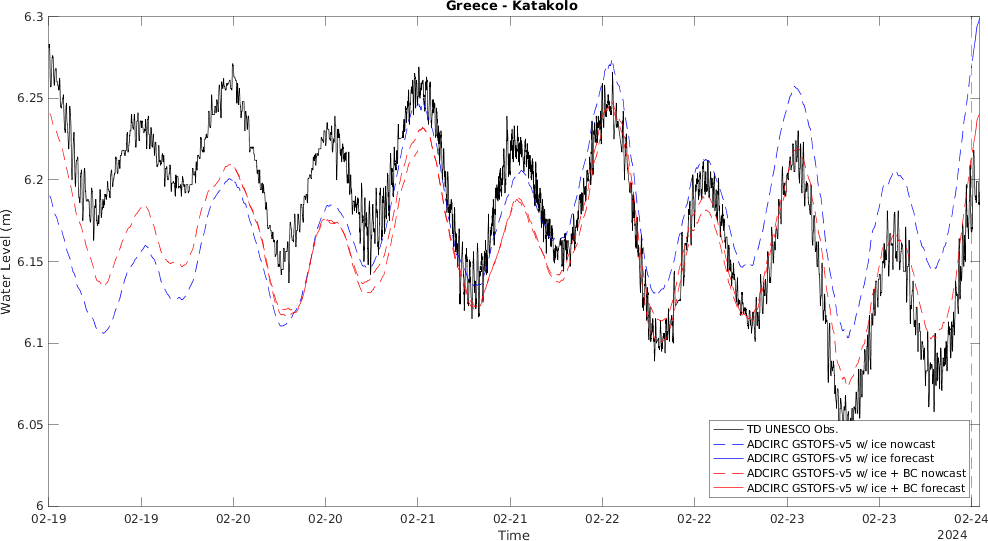 Greece - Katakolo
6.3
6.25
6.2
6.15
6.1
6.05
6
Water Level (m)
02-19
02-19
02-20
02-20
02-21
02-21
02-22
02-22
02-23
02-23
02-24
Time
2024
TD UNESCO Obs.
ADCIRC GSTOFS-v5 w/ ice nowcast
ADCIRC GSTOFS-v5 w/ ice forecast
ADCIRC GSTOFS-v5 w/ ice + BC nowcast
ADCIRC GSTOFS-v5 w/ ice + BC forecast